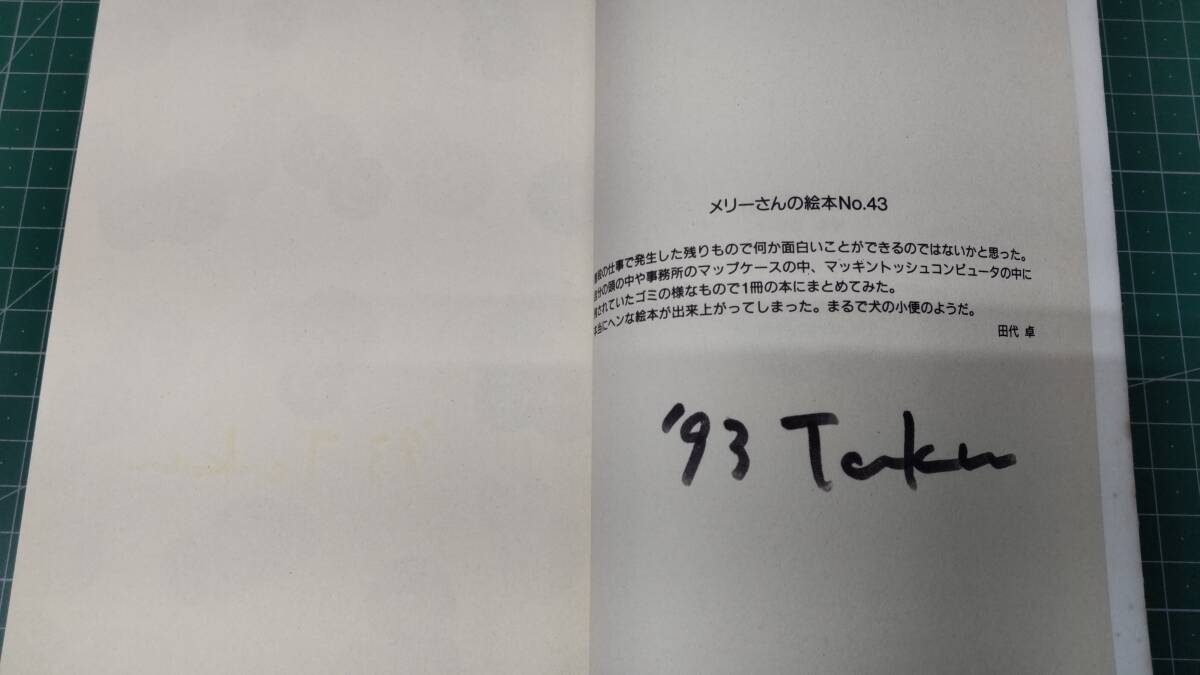 メリーさんの絵本No.43
の仕事で発生した残りもので何か面白いことができるのではないかと思った。
分の頭の中や事務所のマップケースの中、マッキントッシュコンピュータの中に
されていたゴミの様なもので1冊の本にまとめてみた。
当にヘンな絵本が出来上がってしまった。まるで犬の小便のようだ。
田代 卓
'93 Taku